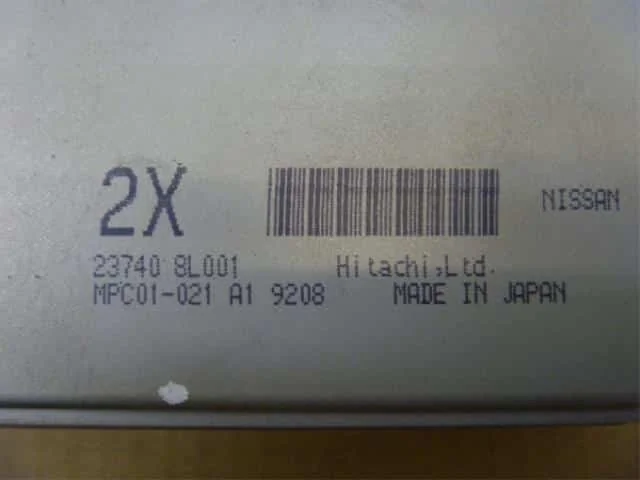 2X
NISSAN
23740 8L001 Hitachi,Ltd.
MPC01-021 A1 9208 MADE IN JAPAN